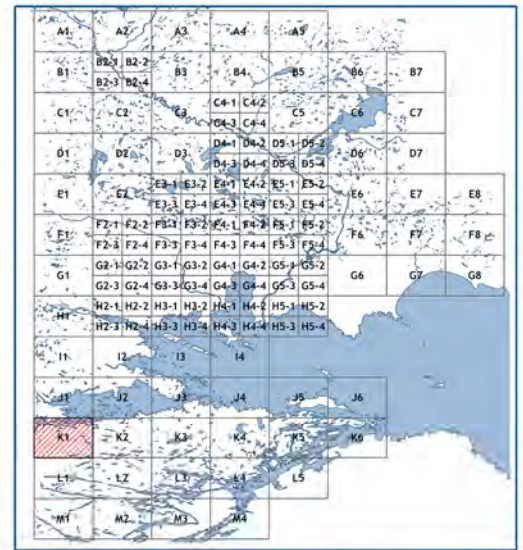 A1 A2 A3 A4 A5
B1 B2-1 B2-2 B3 B4 B5 B6 B7
B2-3 B2-4
C1 C2 C3 C4-1 C4-2 C5 C6 C7
C4-3 C4-4
D1 D2 D3 D4-1 D4-2 D5-1 D5-2 D6 D7
D4-3 D4-4 D5-3 D5-4
E1 E2 E3-1 E3-2 E4-1 E4-2 E5-1 E5-2 E6 E7 E8
E3-3 E3-4 E4-3 E4-4 E5-3 E5-4
F1 F2-1 F2-2 F3-1 F3-2 F4-1 F4-2 F5-1 F5-2 F6 F7 F8
F2-3 F2-4 F3-3 F3-4 F4-3 F4-4 F5-3 F5-4
G1 G2-1 G2-2 G3-1 G3-2 G4-1 G4-2 G5-1 G5-2 G6 G7 G8
G2-3 G2-4 G3-3 G3-4 G4-3 G4-4 G5-3 G5-4
H1 H2-1 H2-2 H3-1 H3-2 H4-1 H4-2 H5-1 H5-2
H2-3 H2-4 H3-3 H3-4 H4-3 H4-4 H5-3 H5-4
I1 I2 I3 I4
J1 J2 J3 J4 J5 J6
K1 K2 K3 K4 K5 K6
L1 L2 L3 L4 L5
M1 M2 M3 M4